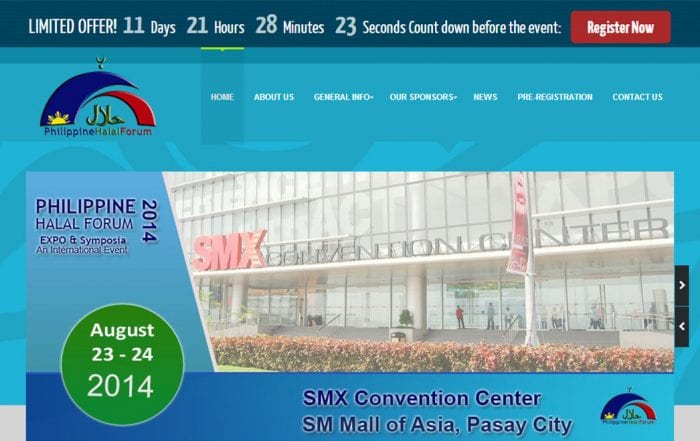 LIMITED OFFER! 11 Days 21 Hours 28 Minutes 23 Seconds Count down before the event: Register Now
حلال
PhilippineHalalForum
HOME ABOUT US GENERAL INFO OUR SPONSORS NEWS PRE-REGISTRATION CONTACT US
PHILIPPINE
HALAL FORUM
2014
EXPO & Symposia
An International Event
SMX CONVENTION CENTER
August
23 - 24
2014
SMX Convention Center
SM Mall of Asia, Pasay City
حلال
PhilippineHalalForum